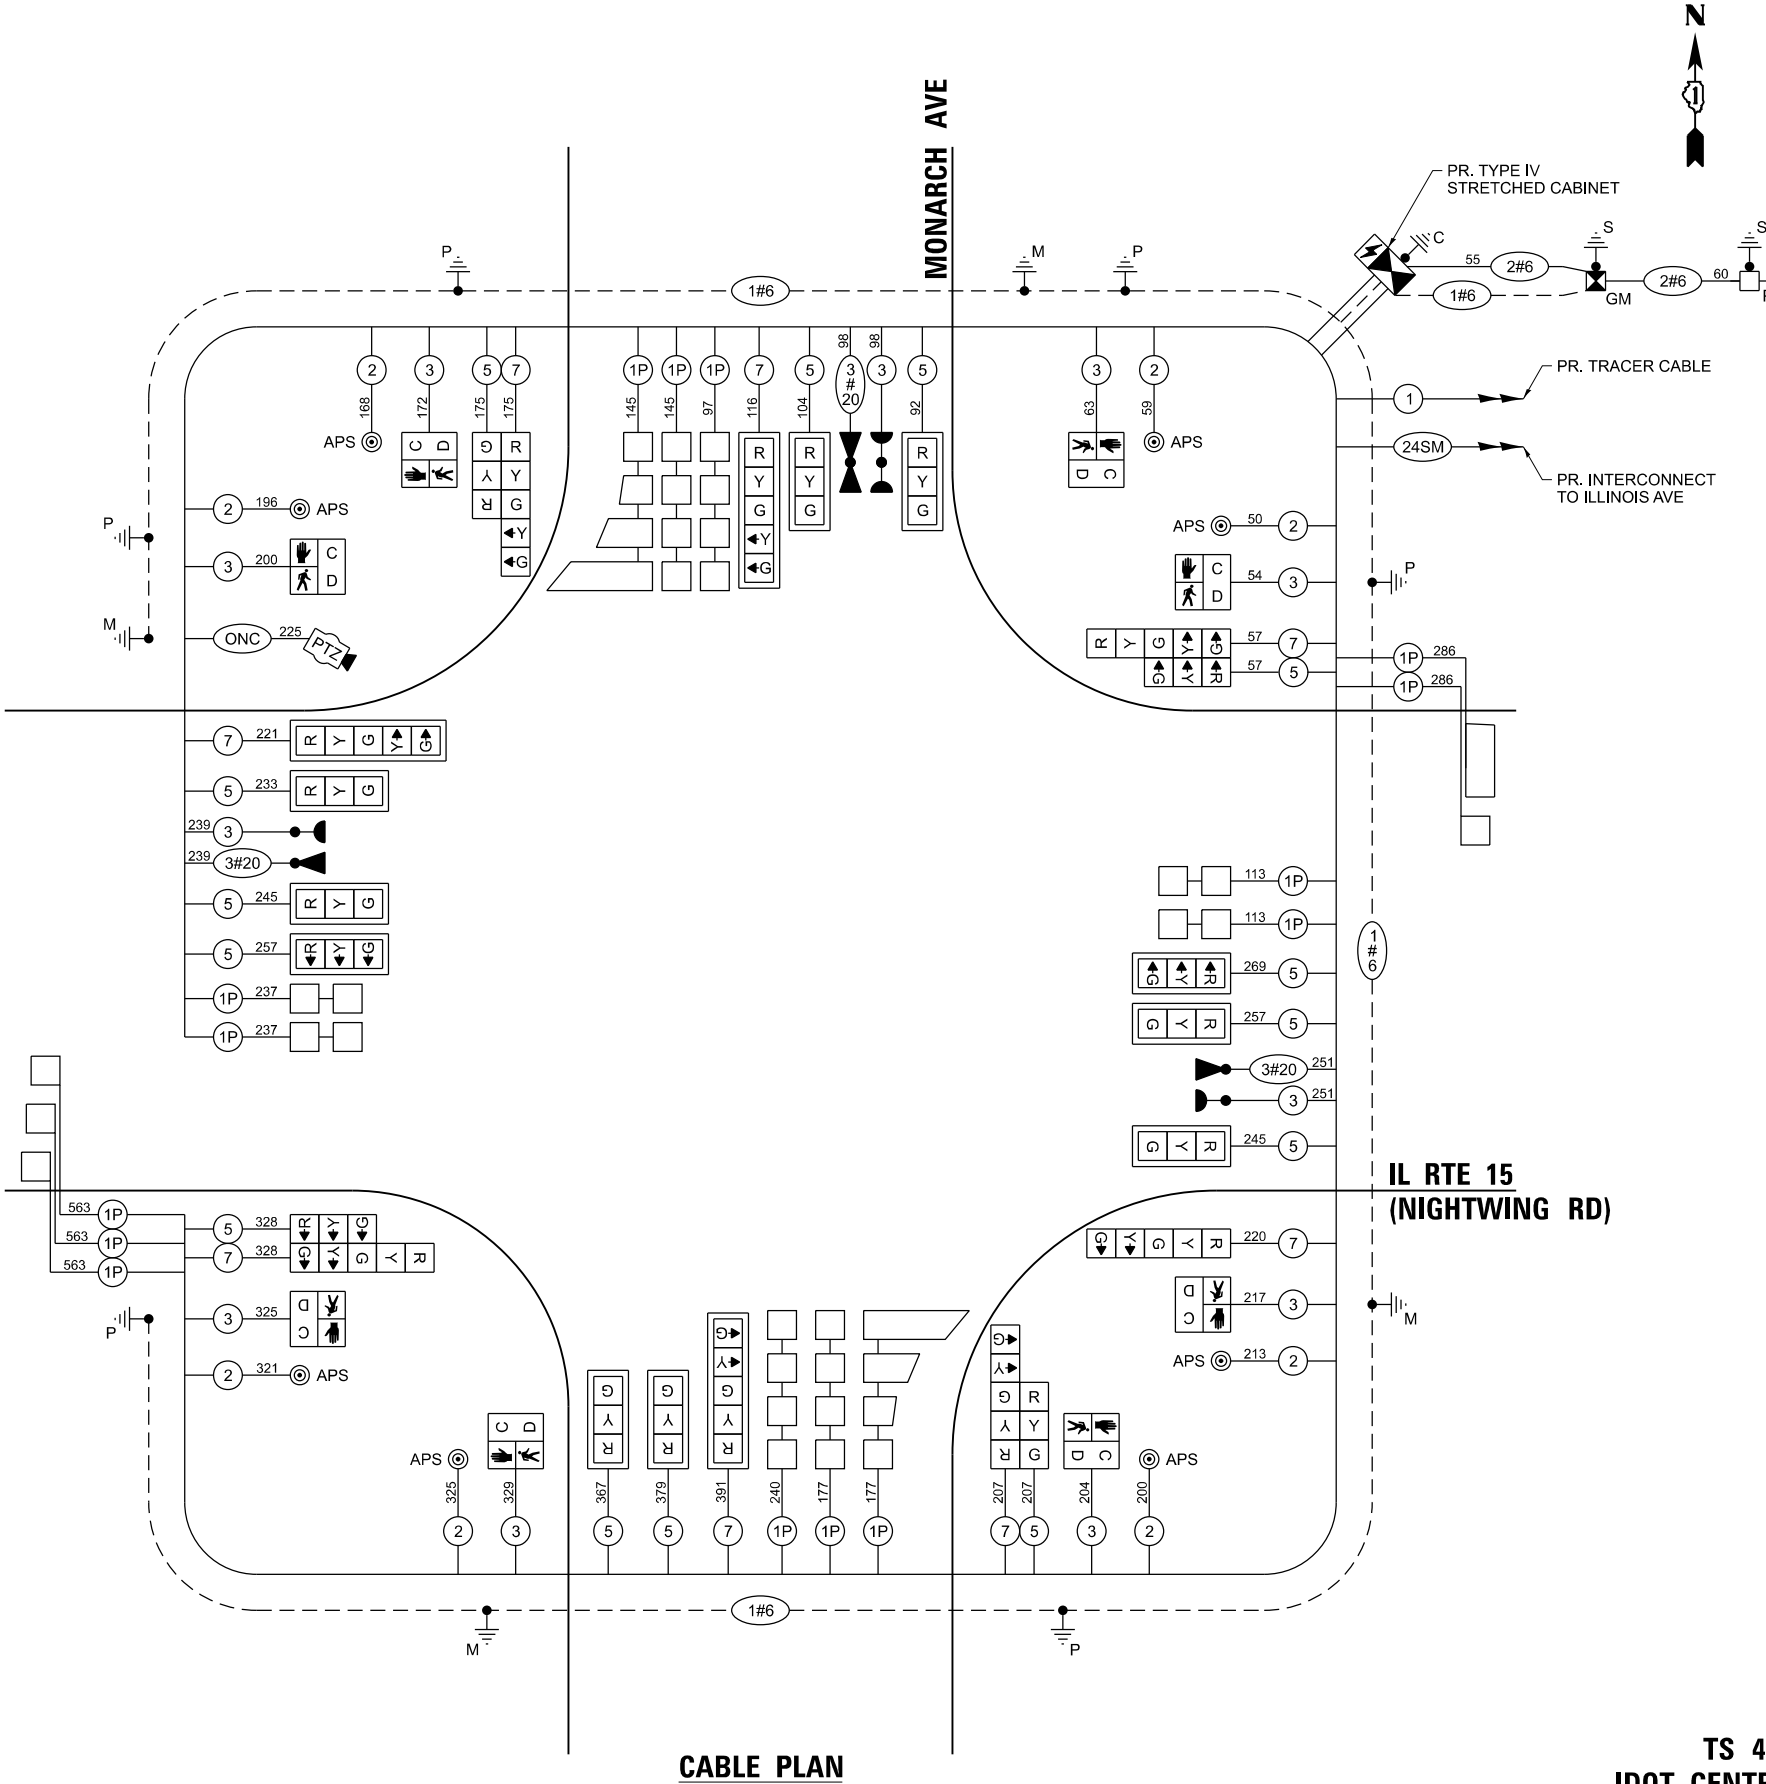 N
1
MONARCH AVE
PR. TYPE IV
STRETCHED CABINET
P
M
P
C
S
S
1#6
55
2#6
60
2#6
1#6
GM
PR. TRACER CABLE
1
24SM
PR. INTERCONNECT
TO ILLINOIS AVE
2 3 5 7 1P 1P 1P 7 5 3#20 3 5 3 2
168 172 175 175 145 145 97 116 104 98 98 92 63 59
APS
C D
G Y R
R Y G Y G
R Y G Y G
R Y G
R Y G
D C
APS
P
2 196 APS
3 200 C D
M
ONC 225 PTZ
APS 50 2
C D 54 3
P
R Y G Y G 57 7
G Y R 57 5
1P 286
1P 286
7 221 R Y G Y G
5 233 R Y G
239 3
239 3#20
5 245 R Y G
5 257 R Y G
1P 237
1P 237
113 1P
113 1P
1#6
G Y R 269 5
G Y R 257 5
3#20 251
3 251
G Y R 245 5
IL RTE 15
(NIGHTWING RD)
563 1P
563 1P
563 1P
5 328 R Y G
7 328 G Y G Y R
P
3 325 D C
2 321 APS
G Y G Y R 220 7
D C 217 3
M
APS 213 2
APS
C D
G Y R
G Y R
G Y G Y R
G Y G Y R
R Y G
D C
APS
325 329 367 379 391 240 177 177 207 207 204 200
2 3 5 5 7 1P 1P 1P 7 5 3 2
M
1#6
P
CABLE PLAN
TS 4